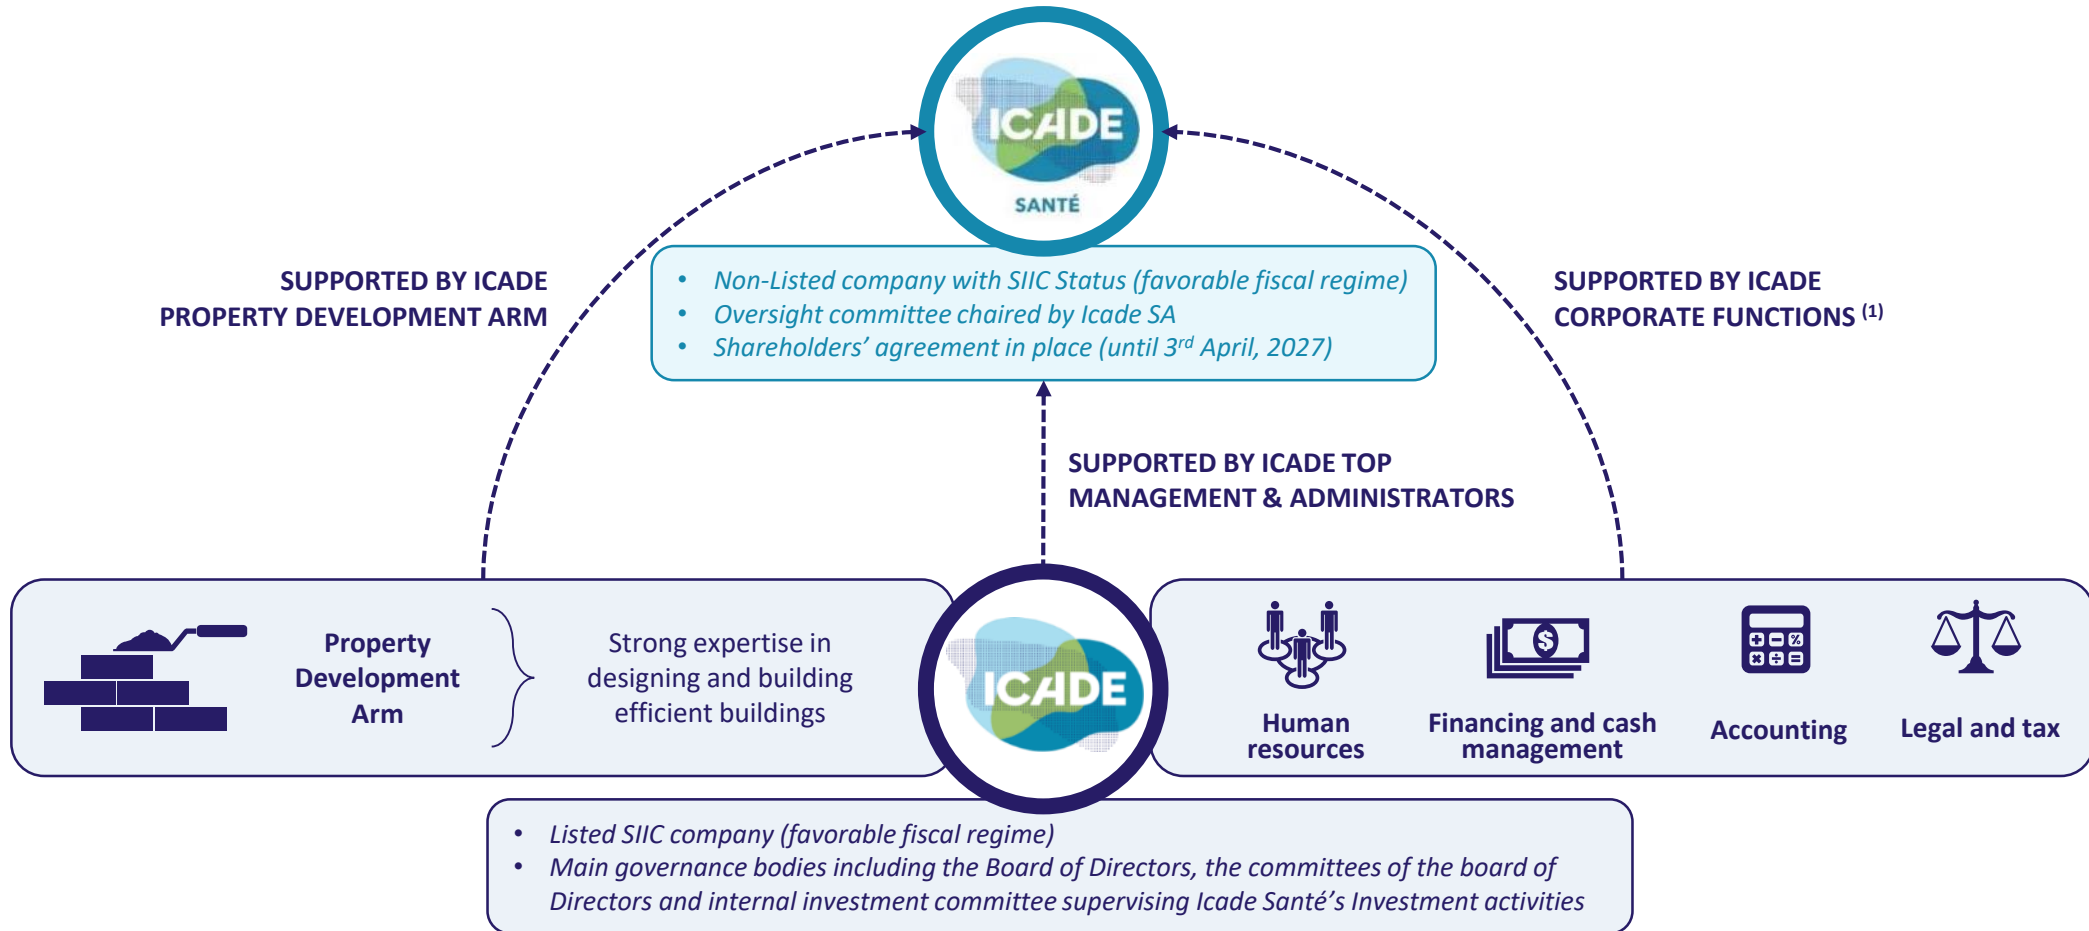 ICADE
SANTÉ
SUPPORTED BY ICADE
PROPERTY DEVELOPMENT ARM
• Non-Listed company with SIIC Status (favorable fiscal regime)
• Oversight committee chaired by Icade SA
• Shareholders’ agreement in place (until 3rd April, 2027)
SUPPORTED BY ICADE
CORPORATE FUNCTIONS (1)
SUPPORTED BY ICADE TOP
MANAGEMENT & ADMINISTRATORS
Property
Development
Arm
Strong expertise in
designing and building
efficient buildings
ICADE
Human
resources
Financing and cash
management
Accounting
Legal and tax
• Listed SIIC company (favorable fiscal regime)
• Main governance bodies including the Board of Directors, the committees of the board of
Directors and internal investment committee supervising Icade Santé’s Investment activities